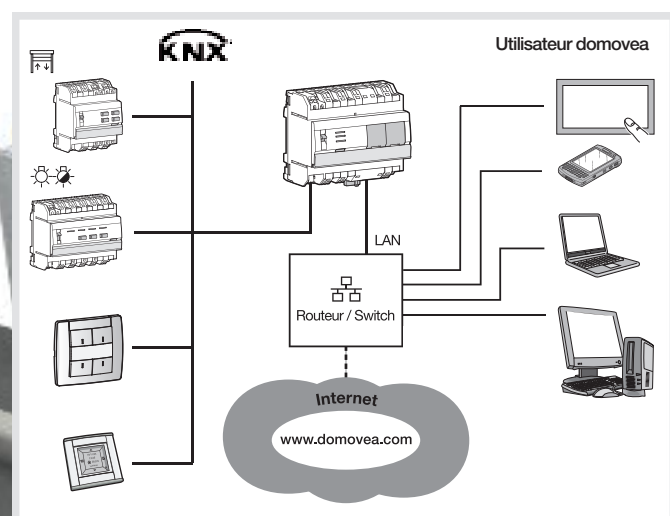 KNX
Utilisateur domovea
LAN
Routeur / Switch
Internet
www.domovea.com